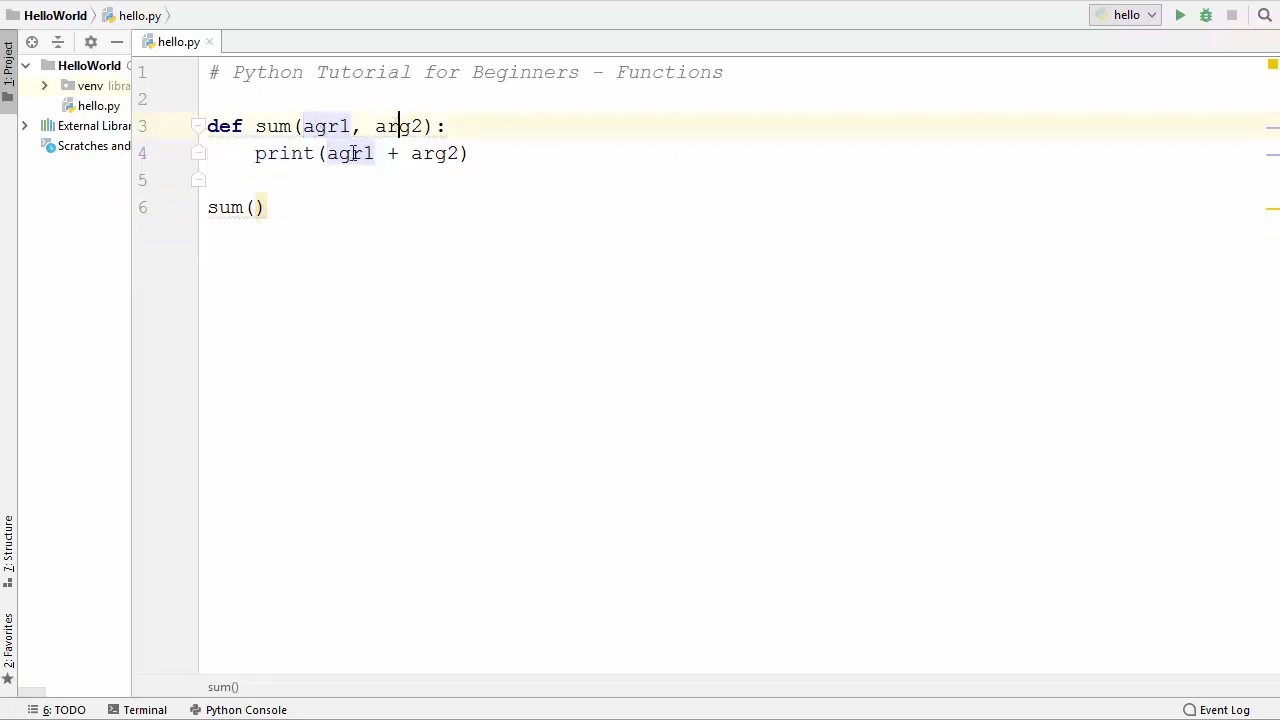 HelloWorld hello.py hello
1: Project
hello.py
HelloWorld
venv libra
hello.py
External Librar
Scratches and
1 # Python Tutorial for Beginners - Functions
2
3 def sum(agr1, arg2):
4 print(agr1 + arg2)
5
6 sum()
7: Structure
2: Favorites
sum()
6: TODO Terminal Python Console Event Log